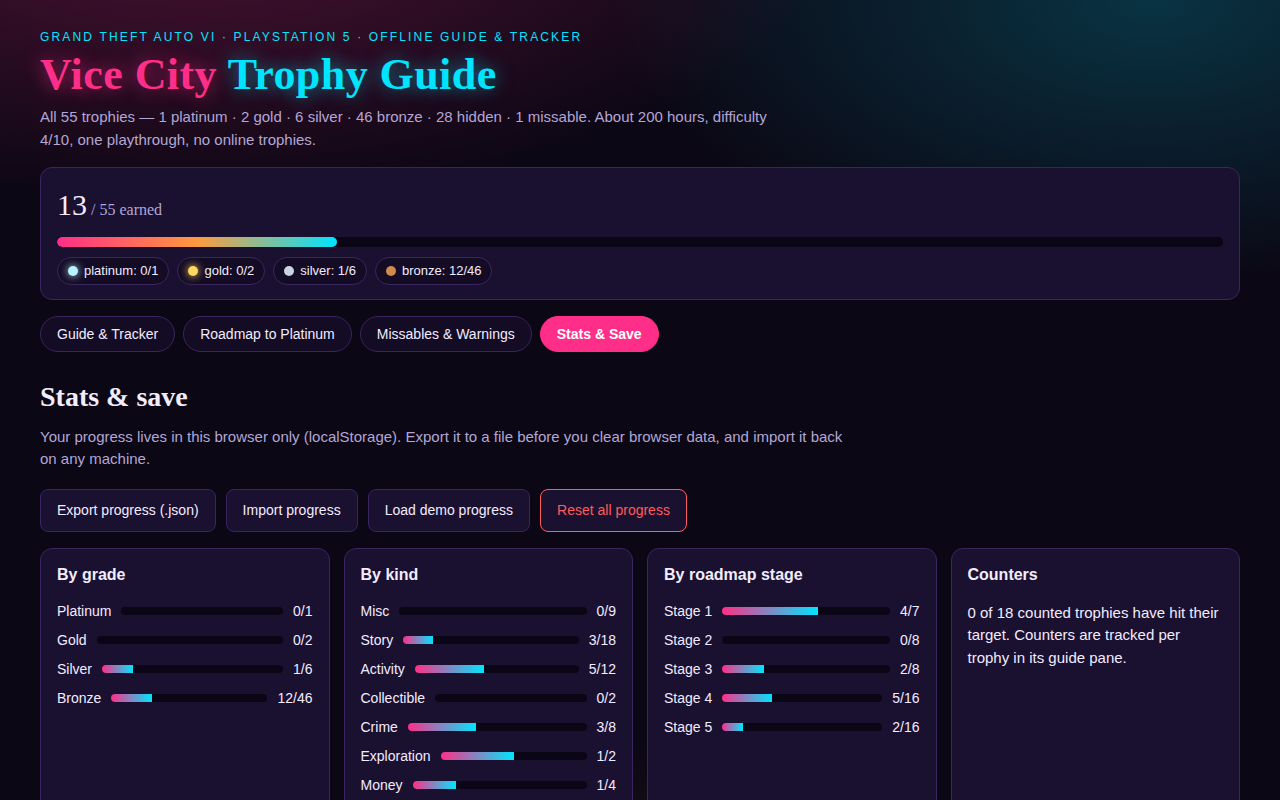 GRAND THEFT AUTO VI · PLAYSTATION 5 · OFFLINE GUIDE & TRACKER
Vice City Trophy Guide
All 55 trophies — 1 platinum · 2 gold · 6 silver · 46 bronze · 28 hidden · 1 missable. About 200 hours, difficulty
4/10, one playthrough, no online trophies.
13 / 55 earned
platinum: 0/1 gold: 0/2 silver: 1/6 bronze: 12/46
Guide & Tracker Roadmap to Platinum Missables & Warnings Stats & Save
Stats & save
Your progress lives in this browser only (localStorage). Export it to a file before you clear browser data, and import it back
on any machine.
Export progress (.json) Import progress Load demo progress Reset all progress
By grade
Platinum 0/1
Gold 0/2
Silver 1/6
Bronze 12/46
By kind
Misc 0/9
Story 3/18
Activity 5/12
Collectible 0/2
Crime 3/8
Exploration 1/2
Money 1/4
By roadmap stage
Stage 1 4/7
Stage 2 0/8
Stage 3 2/8
Stage 4 5/16
Stage 5 2/16
Counters
0 of 18 counted trophies have hit their
target. Counters are tracked per
trophy in its guide pane.